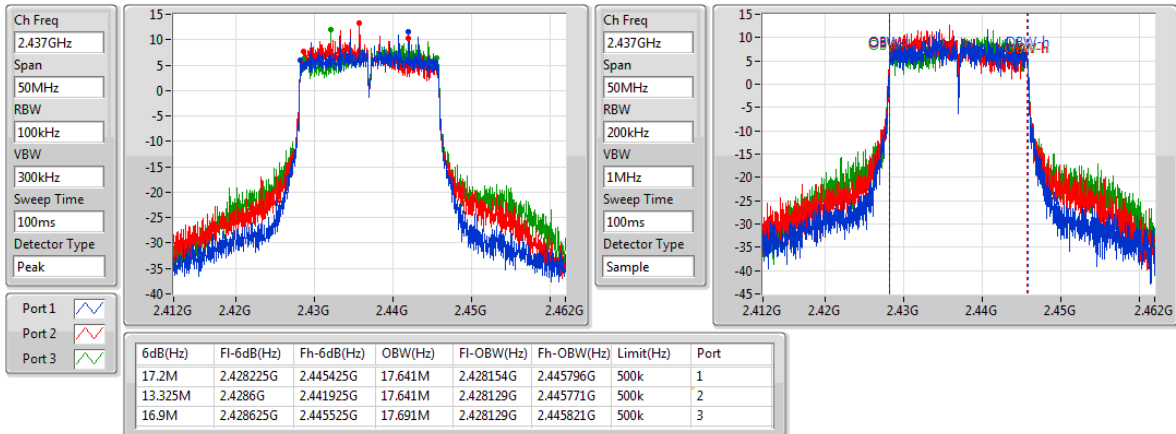 Ch Freq
2.437GHz
Span
50MHz
RBW
100kHz
VBW
300kHz
Sweep Time
100ms
Detector Type
Peak
Port 1
Port 2
Port 3
15
10
5
0
-5
-10
-15
-20
-25
-30
-35
-40
2.412G 2.42G 2.43G 2.44G 2.45G 2.462G
Ch Freq
2.437GHz
Span
50MHz
RBW
200kHz
VBW
1MHz
Sweep Time
100ms
Detector Type
Sample
15
10
5
0
-5
-10
-15
-20
-25
-30
-35
-40
-45
2.412G 2.42G 2.43G 2.44G 2.45G 2.462G
6dB(Hz) Fl-6dB(Hz) Fh-6dB(Hz) OBW(Hz) Fl-OBW(Hz) Fh-OBW(Hz) Limit(Hz) Port
17.2M 2.428225G 2.445425G 17.641M 2.428154G 2.445796G 500k 1
13.325M 2.4286G 2.441925G 17.641M 2.428129G 2.445771G 500k 2
16.9M 2.428625G 2.445525G 17.691M 2.428129G 2.445821G 500k 3